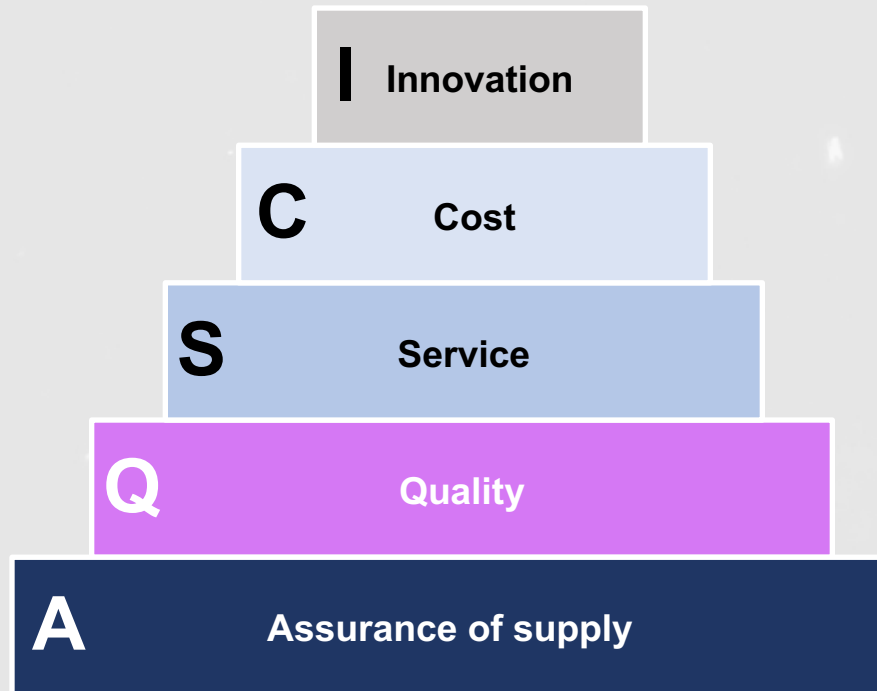 I Innovation
C Cost
S Service
Q Quality
A Assurance of supply